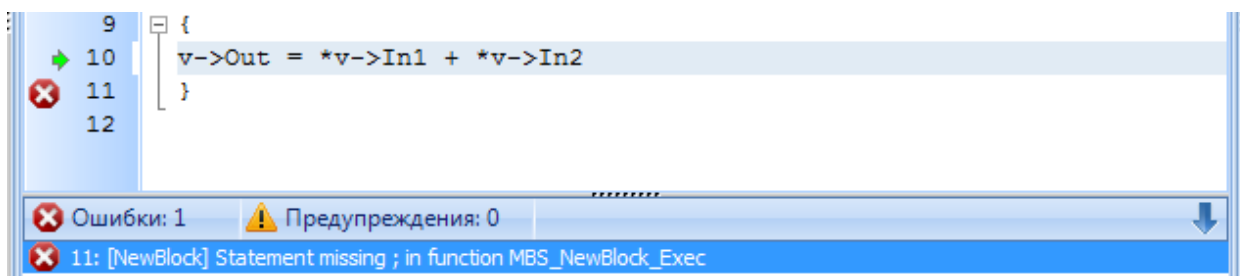 9 {
10 v->Out = *v->In1 + *v->In2
11 }
12
Ошибки: 1 Предупреждения: 0
11: [NewBlock] Statement missing ; in function MBS_NewBlock_Exec